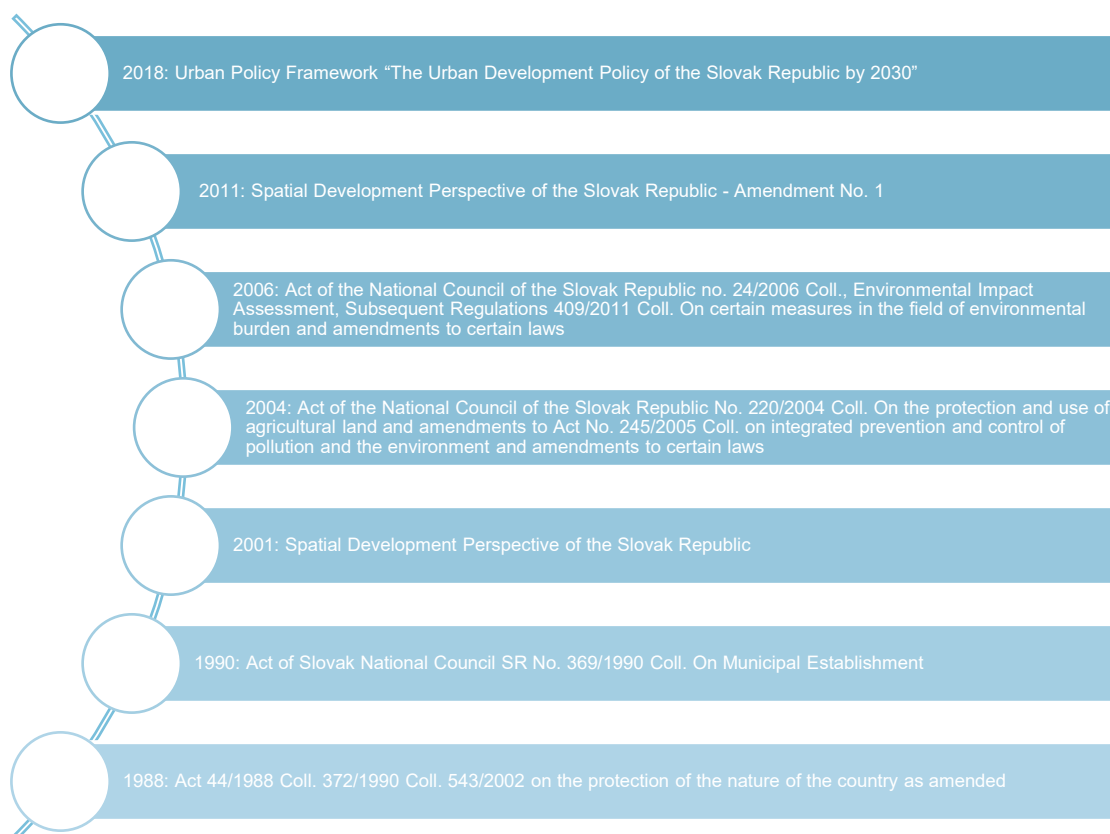 2018: Urban Policy Framework “The Urban Development Policy of the Slovak Republic by 2030”
2011: Spatial Development Perspective of the Slovak Republic - Amendment No. 1
2006: Act of the National Council of the Slovak Republic no. 24/2006 Coll., Environmental Impact
Assessment, Subsequent Regulations 409/2011 Coll. On certain measures in the field of environmental
burden and amendments to certain laws
2004: Act of the National Council of the Slovak Republic No. 220/2004 Coll. On the protection and use of
agricultural land and amendments to Act No. 245/2005 Coll. on integrated prevention and control of
pollution and the environment and amendments to certain laws
2001: Spatial Development Perspective of the Slovak Republic
1990: Act of Slovak National Council SR No. 369/1990 Coll. On Municipal Establishment
1988: Act 44/1988 Coll. 372/1990 Coll. 543/2002 on the protection of the nature of the country as amended